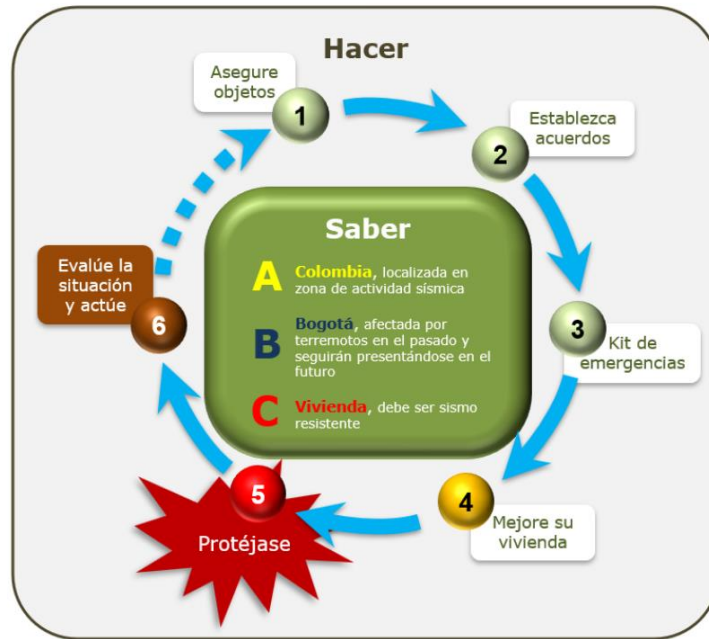 Hacer
Asegure
objetos
1
Establezca
acuerdos
2
3
Kit de
emergencias
4
Mejore su
vivienda
5
Protéjase
Evalúe la
situación
y actúe
6
Saber
A
Colombia, localizada en
zona de actividad sísmica
B
Bogotá, afectada por
terremotos en el pasado y
seguirán presentándose en el
futuro
C
Vivienda, debe ser sismo
resistente